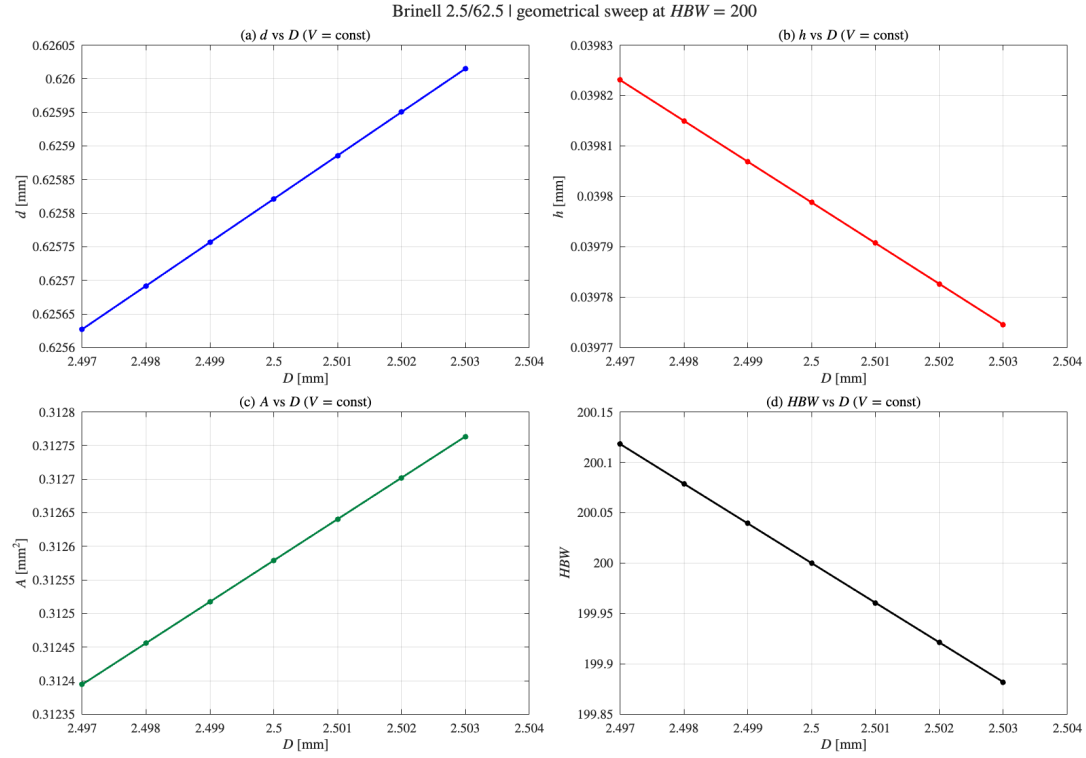 Brinell 2.5/62.5 | geometrical sweep at HBW = 200
(a) d vs D (V = const)
0.62605
0.626
0.62595
0.6259
0.62585
0.6258
0.62575
0.6257
0.62565
0.6256
d [mm]
2.497 2.498 2.499 2.5 2.501 2.502 2.503 2.504
D [mm]
(b) h vs D (V = const)
0.03983
0.03982
0.03981
0.0398
0.03979
0.03978
0.03977
h [mm]
2.497 2.498 2.499 2.5 2.501 2.502 2.503 2.504
D [mm]
(c) A vs D (V = const)
0.3128
0.31275
0.3127
0.31265
0.3126
0.31255
0.3125
0.31245
0.3124
0.31235
A [mm²]
2.497 2.498 2.499 2.5 2.501 2.502 2.503 2.504
D [mm]
(d) HBW vs D (V = const)
200.15
200.1
200.05
200
199.95
199.9
199.85
HBW
2.497 2.498 2.499 2.5 2.501 2.502 2.503 2.504
D [mm]